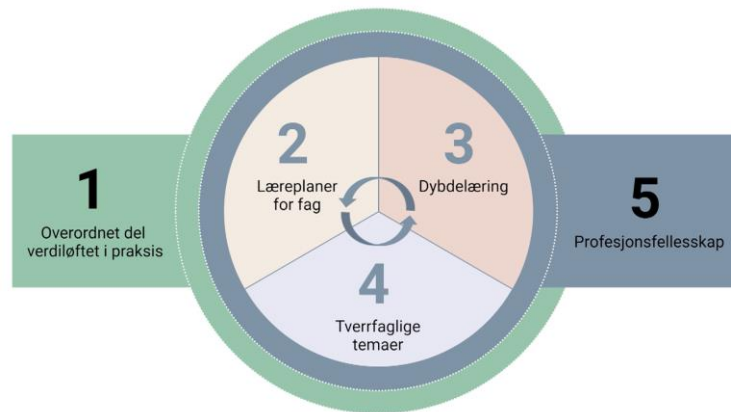 1
Overordnet del
verdiløftet i praksis
2
Læreplaner
for fag
3
Dybdelæring
4
Tverrfaglige
temaer
5
Profesjonsfellesskap